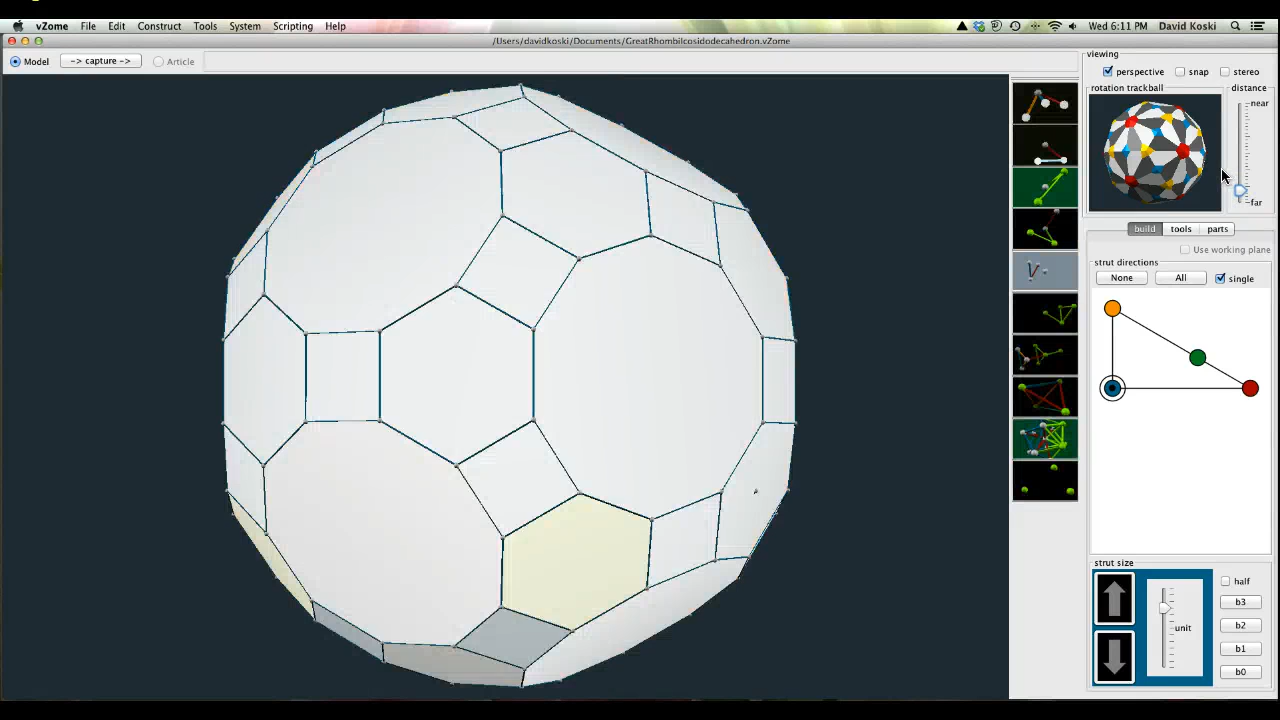 vZome File Edit Construct Tools System Scripting Help Wed 6:11 PM David Koski
/Users/davidkoski/Documents/GreatRhombiIcosidodecahedron.vZome
Model -> capture -> Article
viewing
perspective snap stereo
rotation trackball distance
near
far
build tools parts
Use working plane
strut directions
None All single
strut size
half
b3
unit b2
b1
b0